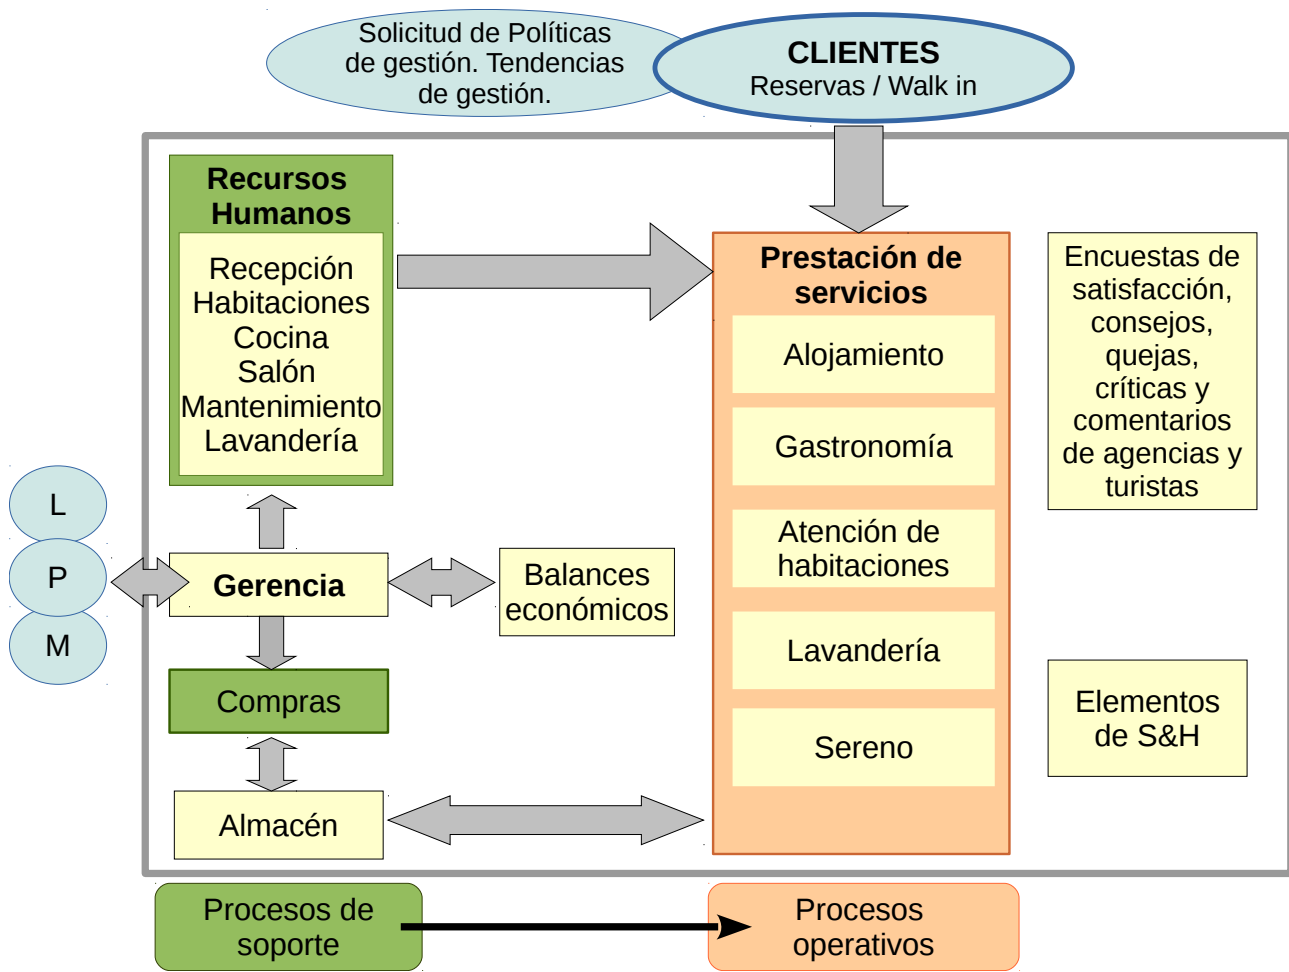 Solicitud de Políticas
de gestión. Tendencias
de gestión.
CLIENTES
Reservas / Walk in
Recursos
Humanos
Recepción
Habitaciones
Cocina
Salón
Mantenimiento
Lavandería
Prestación de
servicios
Alojamiento
Gastronomía
Atención de
habitaciones
Lavandería
Sereno
Encuestas de
satisfacción,
consejos,
quejas,
críticas y
comentarios
de agencias y
turistas
Elementos
de S&H
L
P
M
Gerencia
Balances
económicos
Compras
Almacén
Procesos de
soporte
Procesos
operativos